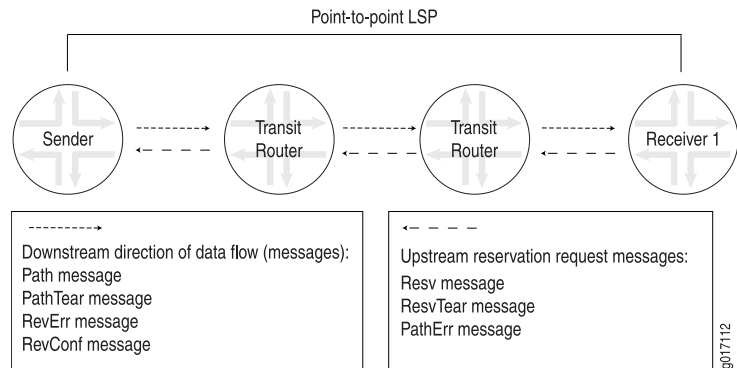 Point-to-point LSP
Sender
Transit
Router
Transit
Router
Receiver 1
Downstream direction of data flow (messages):
Path message
PathTear message
RevErr message
RevConf message
Upstream reservation request messages:
Resv message
ResvTear message
PathErr message
g017112